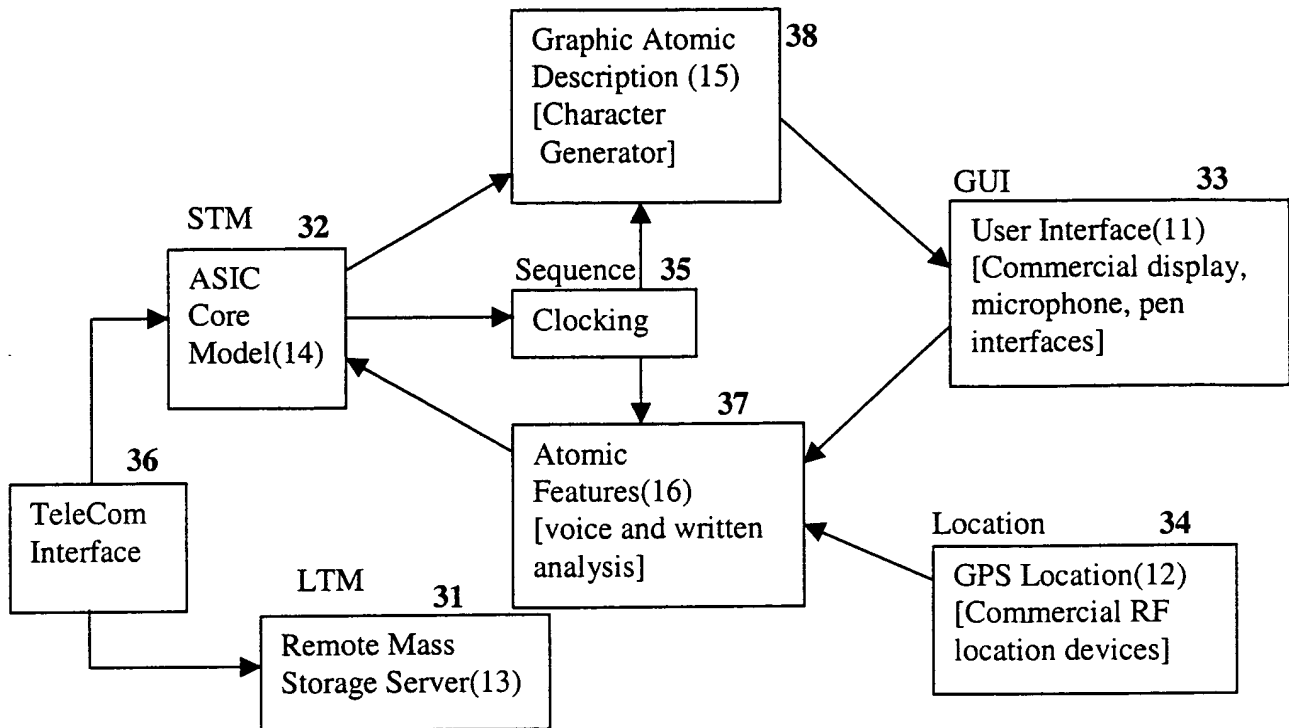 38
Graphic Atomic
Description (15)
[Character
Generator]
GUI 33
User Interface(11)
[Commercial display,
microphone, pen
interfaces]
STM 32
ASIC
Core
Model(14)
Sequence 35
Clocking
37
Atomic
Features(16)
[voice and written
analysis]
36
TeleCom
Interface
Location 34
GPS Location(12)
[Commercial RF
location devices]
LTM 31
Remote Mass
Storage Server(13)